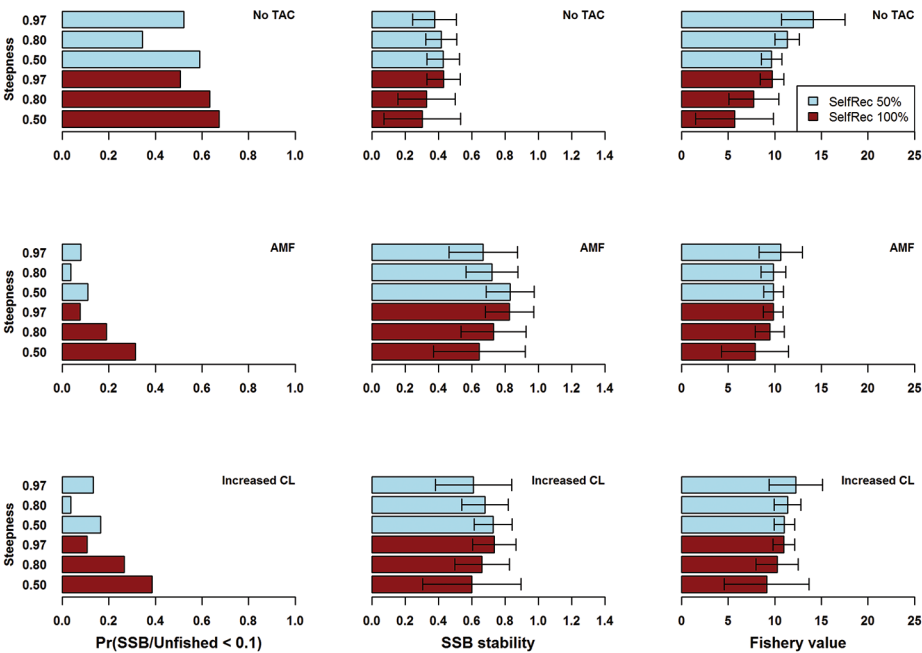 No TAC
No TAC
No TAC
Steepness
0.97
0.80
0.50
0.97
0.80
0.50
SelfRec 50%
SelfRec 100%
0.0 0.2 0.4 0.6 0.8 1.0
0.0 0.2 0.4 0.6 0.8 1.0 1.2 1.4
0 5 10 15 20 25
AMF
AMF
AMF
Steepness
0.97
0.80
0.50
0.97
0.80
0.50
0.0 0.2 0.4 0.6 0.8 1.0
0.0 0.2 0.4 0.6 0.8 1.0 1.2 1.4
0 5 10 15 20 25
Increased CL
Increased CL
Increased CL
Steepness
0.97
0.80
0.50
0.97
0.80
0.50
0.0 0.2 0.4 0.6 0.8 1.0
0.0 0.2 0.4 0.6 0.8 1.0 1.2 1.4
0 5 10 15 20 25
Pr(SSB/Unfished < 0.1)
SSB stability
Fishery value